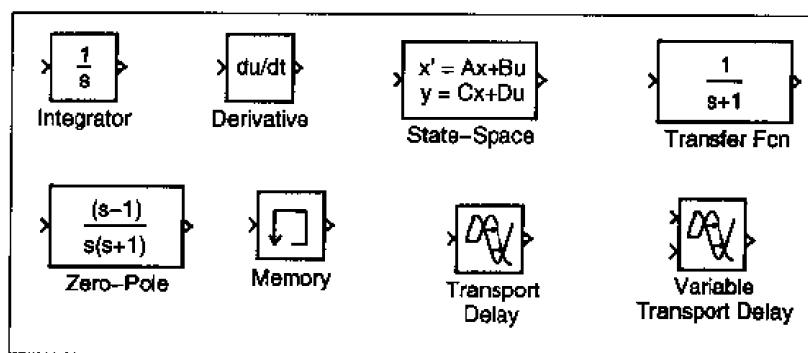 1
s
Integrator
du/dt
Derivative
x' = Ax+Bu
y = Cx+Du
State-Space
1
s+1
Transfer Fcn
(s-1)
s(s+1)
Zero-Pole
Memory
Transport
Delay
Variable
Transport Delay